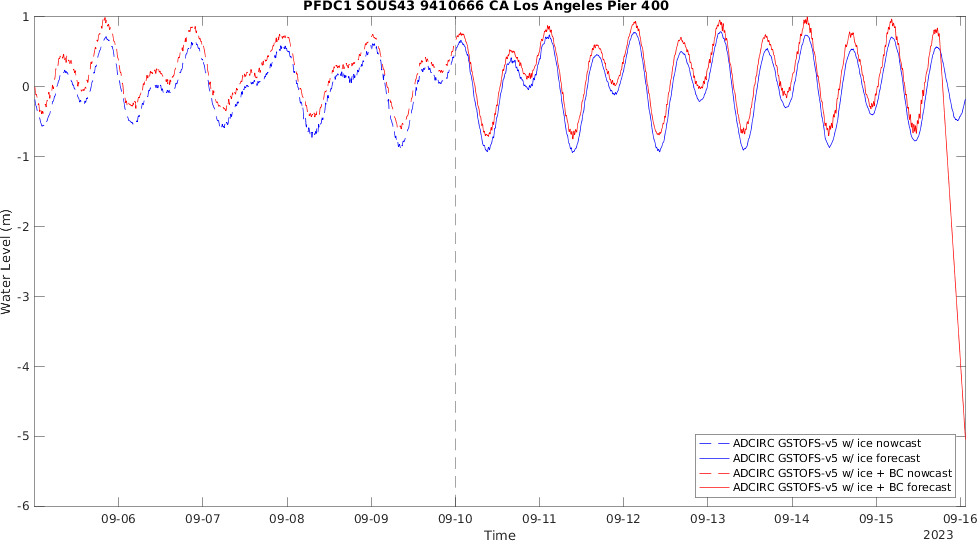 PFDC1 SOUS43 9410666 CA Los Angeles Pier 400
1
0
-1
-2
-3
-4
-5
-6
Water Level (m)
ADCIRC GSTOFS-v5 w/ ice nowcast
ADCIRC GSTOFS-v5 w/ ice forecast
ADCIRC GSTOFS-v5 w/ ice + BC nowcast
ADCIRC GSTOFS-v5 w/ ice + BC forecast
09-06 09-07 09-08 09-09 09-10 09-11 09-12 09-13 09-14 09-15 09-16
Time
2023